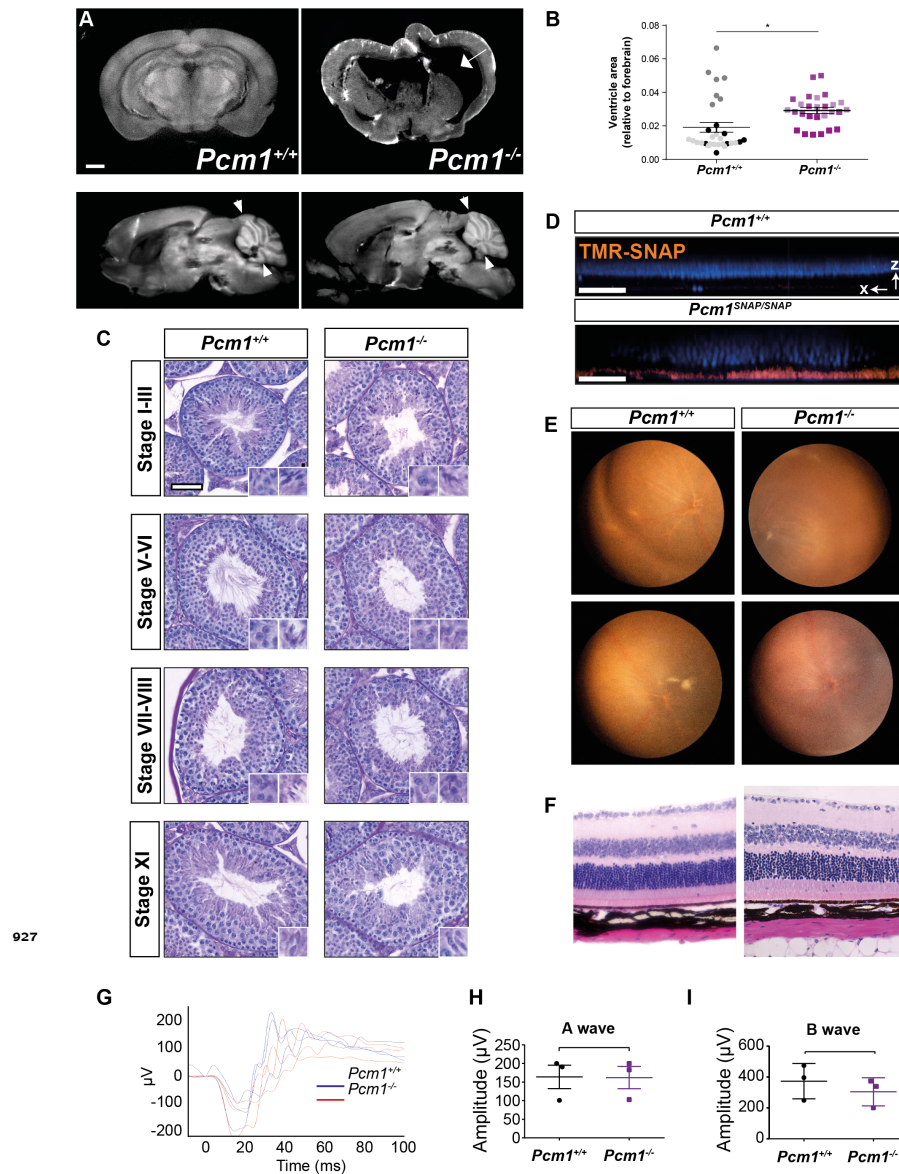 A
Pcm1+/+
Pcm1-/-
B
Ventricle area
(relative to forebrain)
0.08
0.06
0.04
0.02
0.00
*
Pcm1+/+
Pcm1-/-
C
Pcm1+/+
Pcm1-/-
Stage I-III
Stage V-VI
Stage VII-VIII
Stage XI
D
Pcm1+/+
TMR-SNAP
z
x
Pcm1SNAP/SNAP
E
Pcm1+/+
Pcm1-/-
F
927
G
µV
200
100
0
-100
-200
0
20
40
60
80
100
Time (ms)
Pcm1+/+
Pcm1-/-
H
A wave
Amplitude (µV)
250
200
150
100
50
0
Pcm1+/+
Pcm1-/-
I
B wave
Amplitude (µV)
600
400
200
0
Pcm1+/+
Pcm1-/-